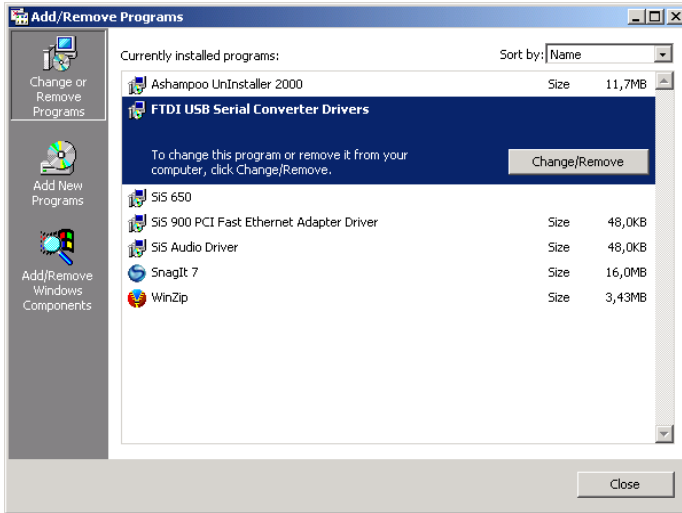 Add/Remove Programs
Change or
Remove
Programs
Add New
Programs
Add/Remove
Windows
Components
Currently installed programs:
Sort by: Name
Ashampoo UnInstaller 2000 Size 11,7MB
FTDI USB Serial Converter Drivers
To change this program or remove it from your
computer, click Change/Remove.
Change/Remove
SiS 650
SiS 900 PCI Fast Ethernet Adapter Driver Size 48,0KB
SiS Audio Driver Size 48,0KB
SnagIt 7 Size 16,0MB
WinZip Size 3,43MB
Close